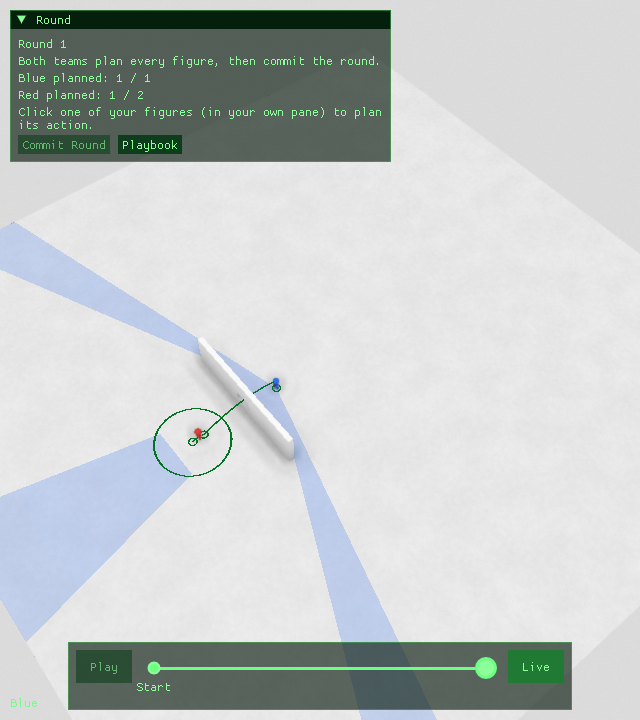 Round
Round 1
Both teams plan every figure, then commit the round.
Blue planned: 1 / 1
Red planned: 1 / 2
Click one of your figures (in your own pane) to plan
its action.
Commit Round Playbook
Play
Start
Live
Blue